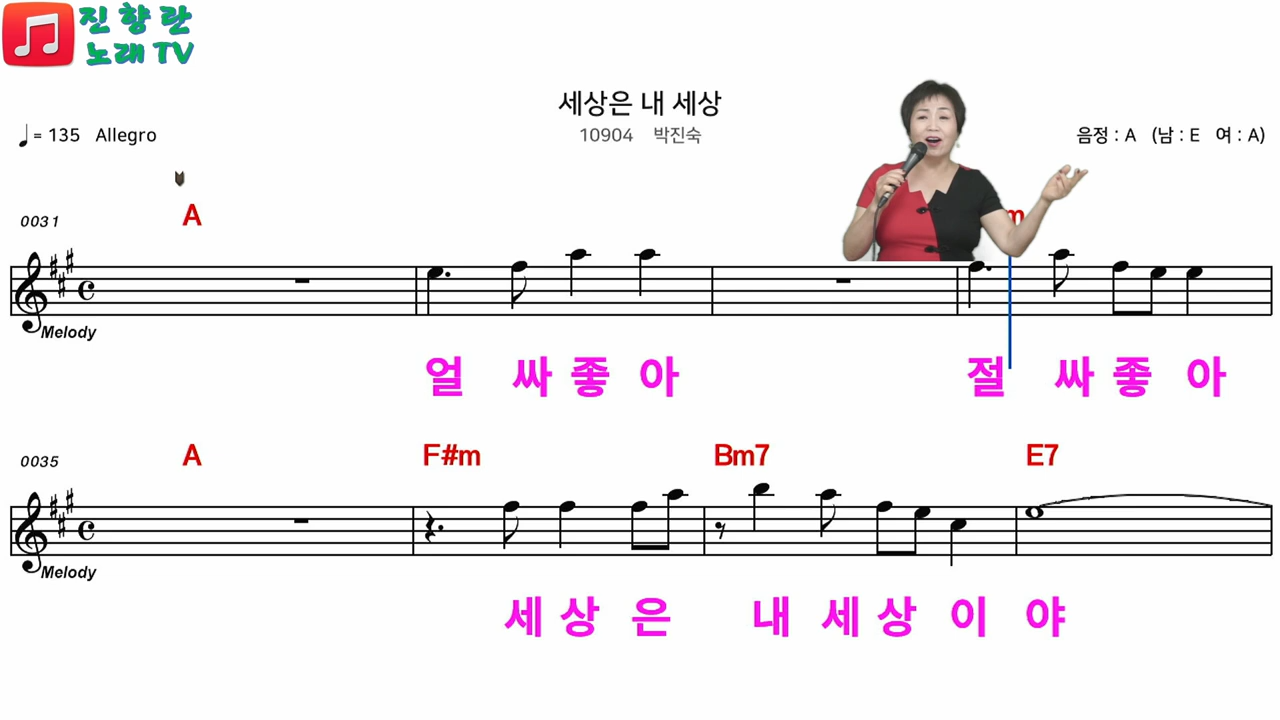 진향란
노래TV
세상은 내 세상
♩= 135 Allegro
10904 박진숙
음정 : A (남 : E 여 : A)
0031
A
m
Melody
얼 싸 좋 아 절 싸 좋 아
0035
A F#m Bm7 E7
Melody
세 상 은 내 세 상 이 야